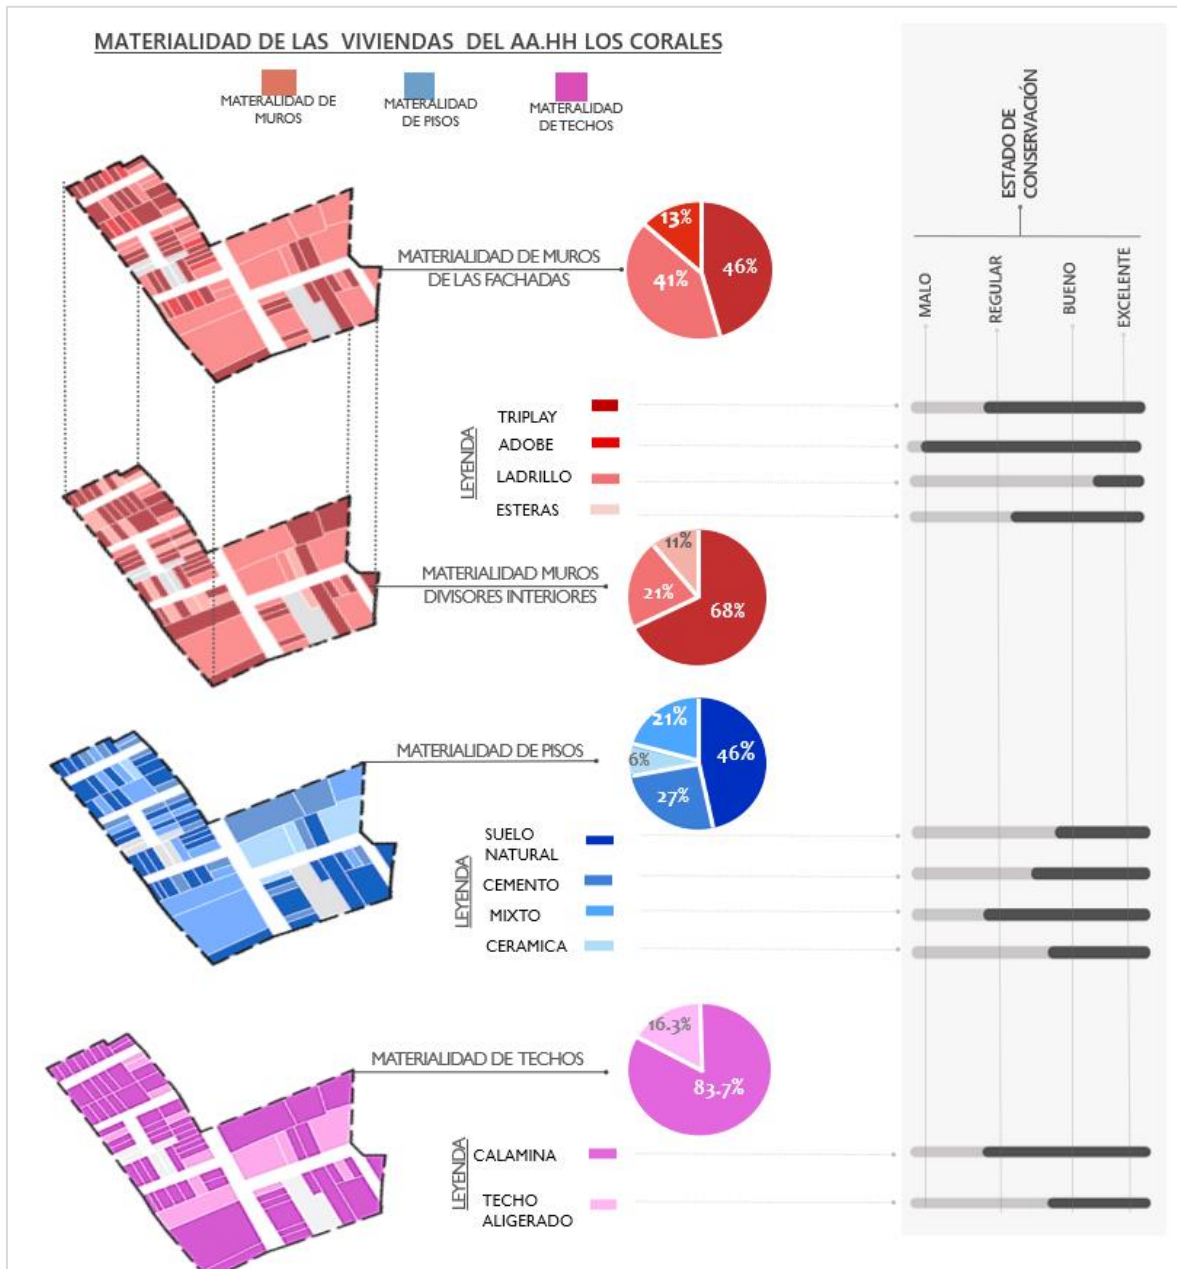 MATERIALIDAD DE LAS VIVIENDAS DEL AA.HH LOS CORALES
MATERALIDAD DE
MUROS
MATERALIDAD
DE PISOS
MATERALIDAD
DE TECHOS
ESTADO DE
CONSERVACIÓN
MALO
REGULAR
BUENO
EXCELENTE
MATERIALIDAD DE MUROS
DE LAS FACHADAS
13%
46%
41%
LEYENDA
TRIPLAY
ADOBE
LADRILLO
ESTERAS
MATERIALIDAD MUROS
DIVISORES INTERIORES
11%
21%
68%
MATERIALIDAD DE PISOS
21%
46%
6%
27%
LEYENDA
SUELO
NATURAL
CEMENTO
MIXTO
CERAMICA
MATERIALIDAD DE TECHOS
16.3%
83.7%
LEYENDA
CALAMINA
TECHO
ALIGERADO